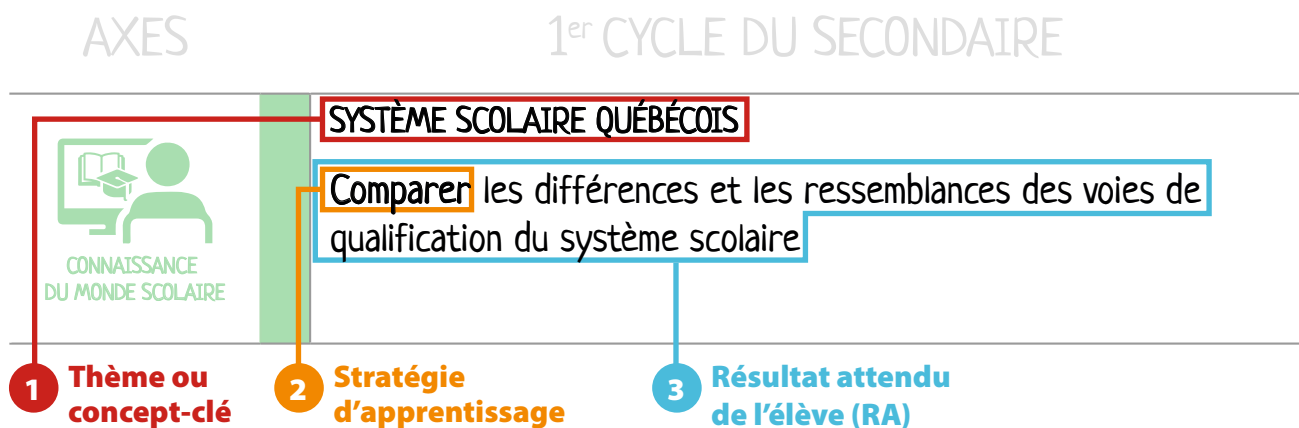 AXES
1er CYCLE DU SECONDAIRE
SYSTÈME SCOLAIRE QUÉBÉCOIS
Comparer les différences et les ressemblances des voies de
qualification du système scolaire
CONNAISSANCE
DU MONDE SCOLAIRE
1 Thème ou
concept-clé
2 Stratégie
d'apprentissage
3 Résultat attendu
de l'élève (RA)